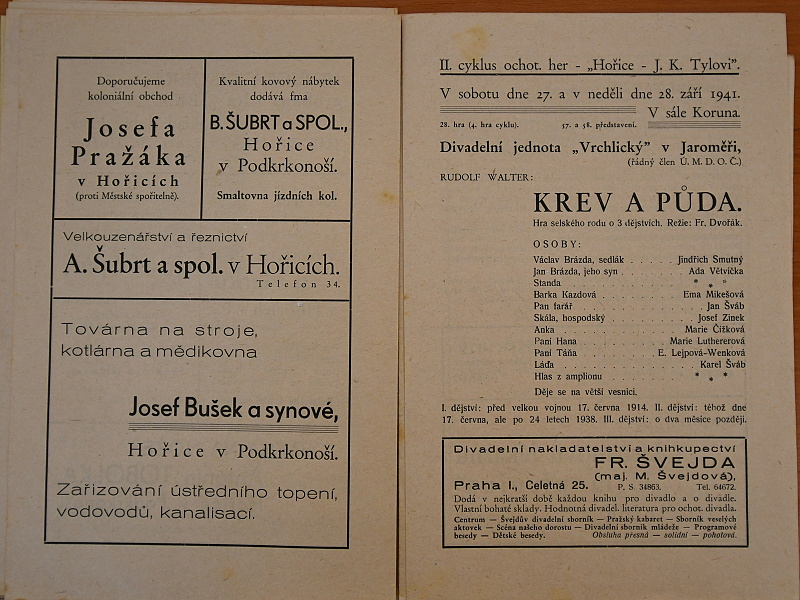 Doporučujeme
koloniální obchod
Josefa
Pražáka
v Hořicích
(proti Městské spořitelně).
Kvalitní kovový nábytek
dodává fma
B. ŠUBRT a SPOL.,
Hořice
v Podkrkonoší.
Smaltovna jízdních kol.
Velkouzenářství a řeznictví
A. Šubrt a spol. v Hořicích.
Telefon 34.
Továrna na stroje,
kotlárna a mědikovna
Josef Bušek a synové,
Hořice v Podkrkonoší.
Zařizování ústředního topení,
vodovodů, kanalisací.
II. cyklus ochot. her - „Hořice - J. K. Tylovi".
V sobotu dne 27. a v neděli dne 28. září 1941.
V sále Koruna.
28. hra (4. hra cyklu). 57. a 58. představení.
Divadelní jednota „Vrchlický" v Jaroměři,
(řádný člen Ú. M. D. O. Č.)
RUDOLF WALTER:
KREV A PŮDA.
Hra selského rodu o 3 dějstvích. Režie: Fr. Dvořák.
OSOBY:
Václav Brázda, sedlák . . . . . Jindřich Smutný
Jan Brázda, jeho syn . . . . . . . Ada Větvička
Standa . . . . . . . . . . . * * *
Barka Kazdová . . . . . . . . Ema Mikešová
Pan farář . . . . . . . . . . . Jan Šváb
Skála, hospodský . . . . . . . . Josef Zinek
Anka . . . . . . . . . . . Marie Čížková
Paní Hana . . . . . . . . Marie Luthererová
Paní Táňa . . . . . . . E. Lejpová-Wenková
Láďa . . . . . . . . . . . Karel Šváb
Hlas z amplionu . . . . . . . . * * *
Děje se na větší vesnici.
I. dějství: před velkou vojnou 17. června 1914. II. dějství: téhož dne
17. června, ale po 24 letech 1938. III. dějství: o dva měsíce později.
Divadelní nakladatelství a knihkupectví
FR. ŠVEJDA
(maj. M. Švejdová),
Praha I., Celetná 25. P. S. 34863. Tel. 64672.
Dodá v nejkratší době každou knihu pro divadlo a o divadle.
Vlastní bohaté sklady. Hodnotná divadel. literatura pro ochot. divadla.
Centrum — Švejdův divadelní sborník — Pražský kabaret — Sborník veselých
aktovek — Scéna našeho dorostu — Divadelní sborník mládeže — Programové
besedy — Dětské besedy. Obsluha přesná — solidní — pohotová.